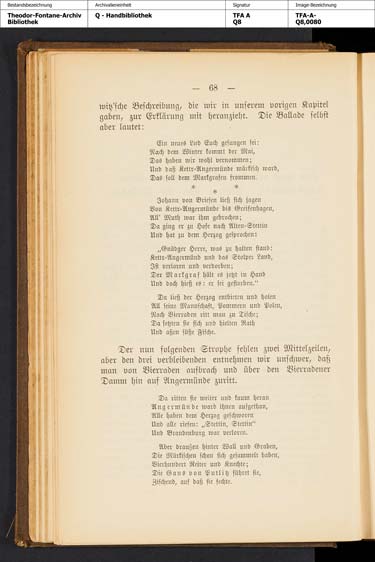 Bestandsbezeichnung
Theodor-Fontane-Archiv
Bibliothek
Archivalieneinheit
Q - Handbibliothek
Signatur
TFA A
Q8
Image-Bezeichnung
TFA-A-
Q8,0080
— 68 —
witz'sche Beschreibung, die wir in unserem vorigen Kapitel
gaben, zur Erklärung mit heranzieht. Die Ballade selbst
aber lautet:
Ein neues Lied Euch gesungen sei:
Nach dem Winter kommt der Mai,
Das haben wir wohl vernommen;
Und daß Ketr-Angermünde märkisch ward,
Das soll dem Markgrafen frommen.
* * *
Johann von Briesen ließ sich sagen
Von Ketr-Angermünde bis Greifenhagen,
All' Muth war ihm gebrochen;
Da ging er zu Hofe nach Alten-Stettin
Und hat zu dem Herzog gesprochen:
„Gnädger Herre, was zu halten stand:
Ketr-Angermünd und das Stolper Land,
Ist verloren und verdorben;
Der Markgraf hält es jetzt in Hand
Und doch hieß es: er sei gestorben.“
Da ließ der Herzog entbieten und holen
All seine Mannschaft, Pommern und Polen,
Nach Vierraden ritt man zu Tische;
Da setzten sie sich und hielten Rath
Und aßen süße Fische.
Der nun folgenden Strophe fehlen zwei Mittelzeilen,
aber den drei verbleibenden entnehmen wir unschwer, daß
man von Vierraden aufbrach und über den Vierradener
Damm hin auf Angermünde zuritt.
Da ritten sie weiter und kaum heran
Angermünde ward ihnen aufgethan,
Alle haben dem Herzog geschworen
Und alle riefen: „Stettin, Stettin“
Und Brandenburg war verloren.
Aber draußen hinter Wall und Graben,
Die Märkischen schon sich gesammelt haben,
Vierhundert Reiter und Knechte;
Die Gans von Putlitz führet sie,
Zischend, auf daß sie fechte.